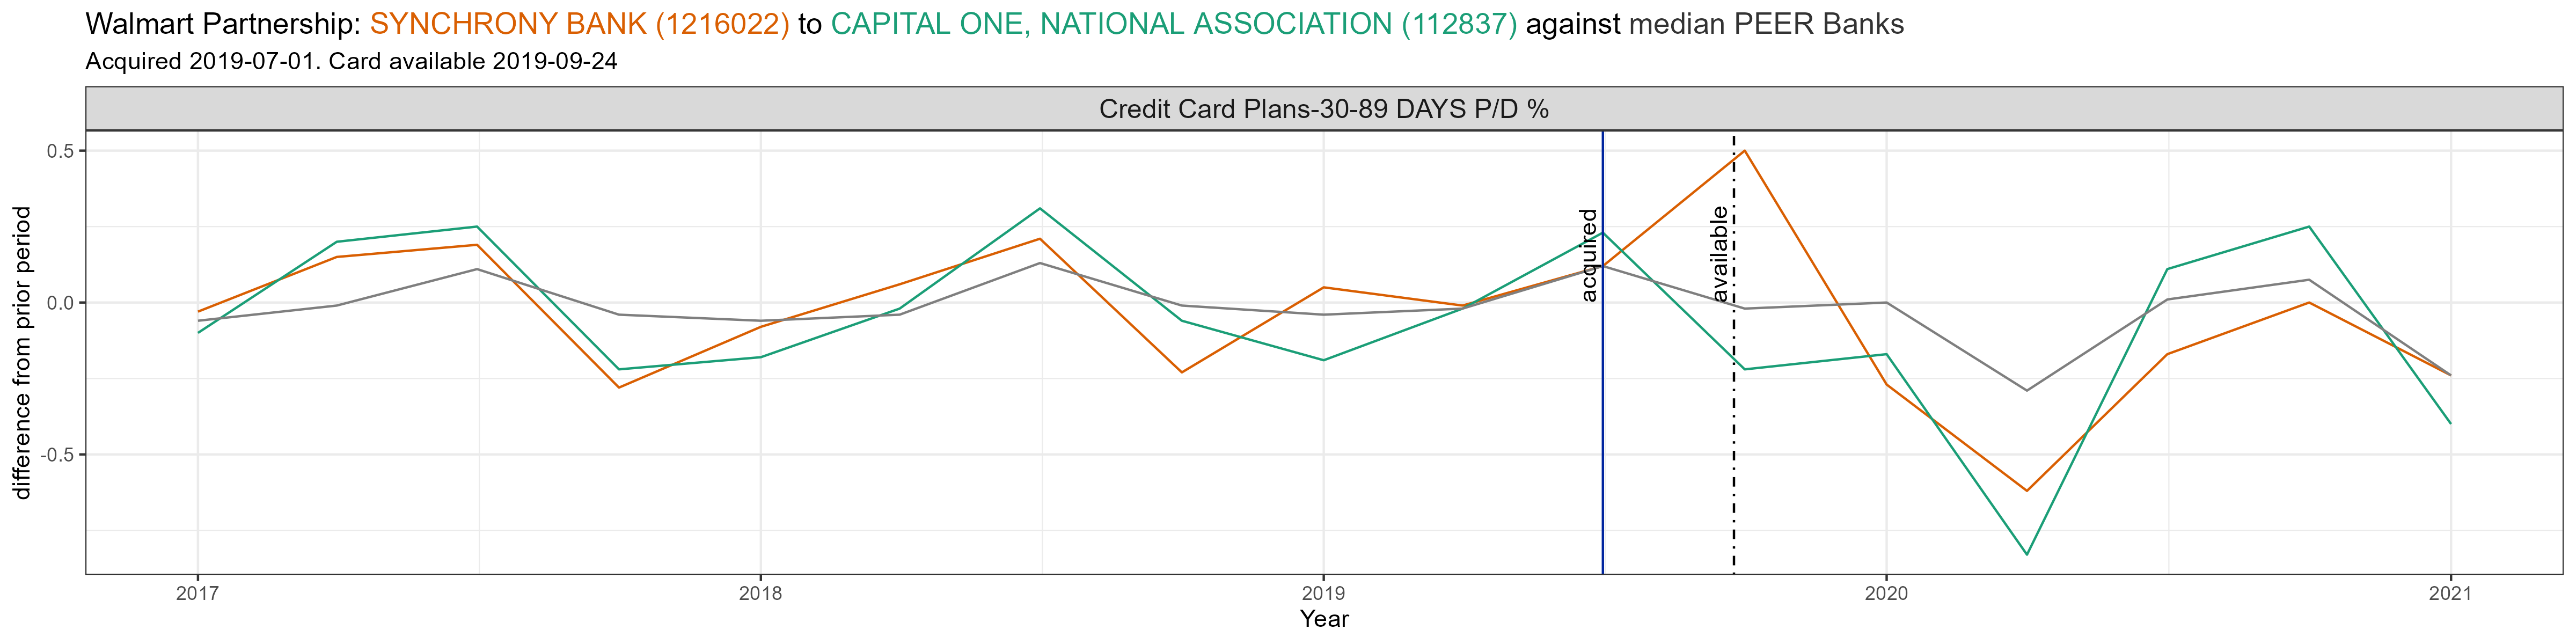 Walmart Partnership: SYNCHRONY BANK (1216022) to CAPITAL ONE, NATIONAL ASSOCIATION (112837) against median PEER Banks
Acquired 2019-07-01. Card available 2019-09-24
Credit Card Plans-30-89 DAYS P/D %
difference from prior period
0.5
0.0
-0.5
acquired
available
2017
2018
2019
2020
2021
Year